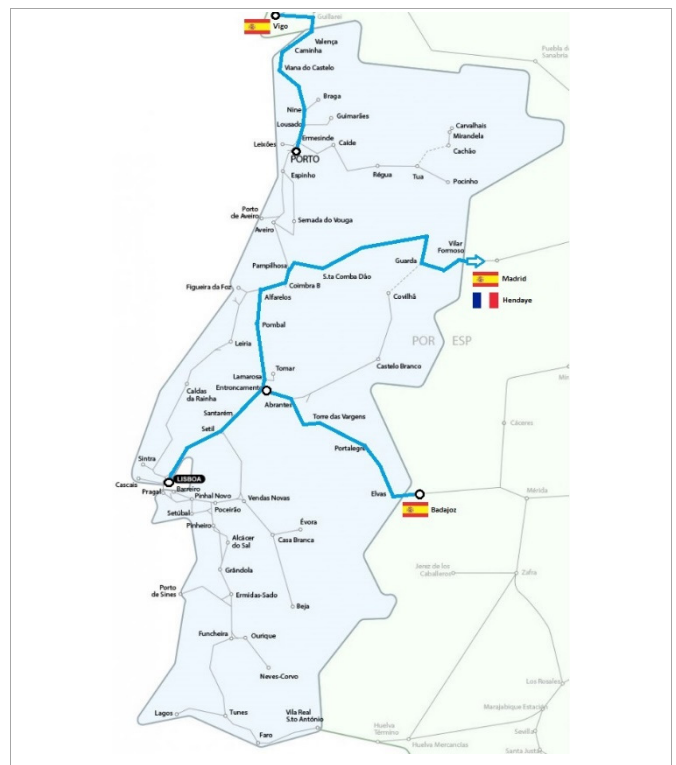 Guillarei
Vigo
Valença
Caminha
Viana do Castelo
Puebla de
Sanabria
Braga
Nine
Guimarães
Lousado
Ermesinde
Carvalhais
Mirandela
Leixões
Caíde
Cachão
PORTO
Espinho
Régua
Tua
Pocinho
Porto
de Aveiro
Aveiro
Sernada do Vouga
Vilar
Formoso
Pampilhosa
Guarda
S.ta Comba Dão
Madrid
Figueira da Foz
Coimbra B
Alfarelos
Covilhã
Hendaye
Pombal
POR
ESP
Leiria
Tomar
Lamarosa
Castelo Branco
Entroncamento
Caldas
da Rainha
Abrantes
Santarém
Torre das Vargens
Cáceres
Setil
Portalegre
Sintra
LISBOA
Cascais
Barreiro
Fragal
Pinhal Novo
Vendas Novas
Elvas
Mérida
Setúbal
Poceirão
Badajoz
Pinheiro
Évora
Alcácer
do Sal
Casa Branca
Grândola
Jerez de los
Caballeros
Zafra
Porto
de Sines
Ermidas-Sado
Beja
Funcheira
Ourique
Neves-Corvo
Los Rosales
Majarabique Estación
Lagos
Tunes
Vila Real
S.to António
Faro
Huelva
Término
Huelva Mercancías
Sevilla
Santa Justa